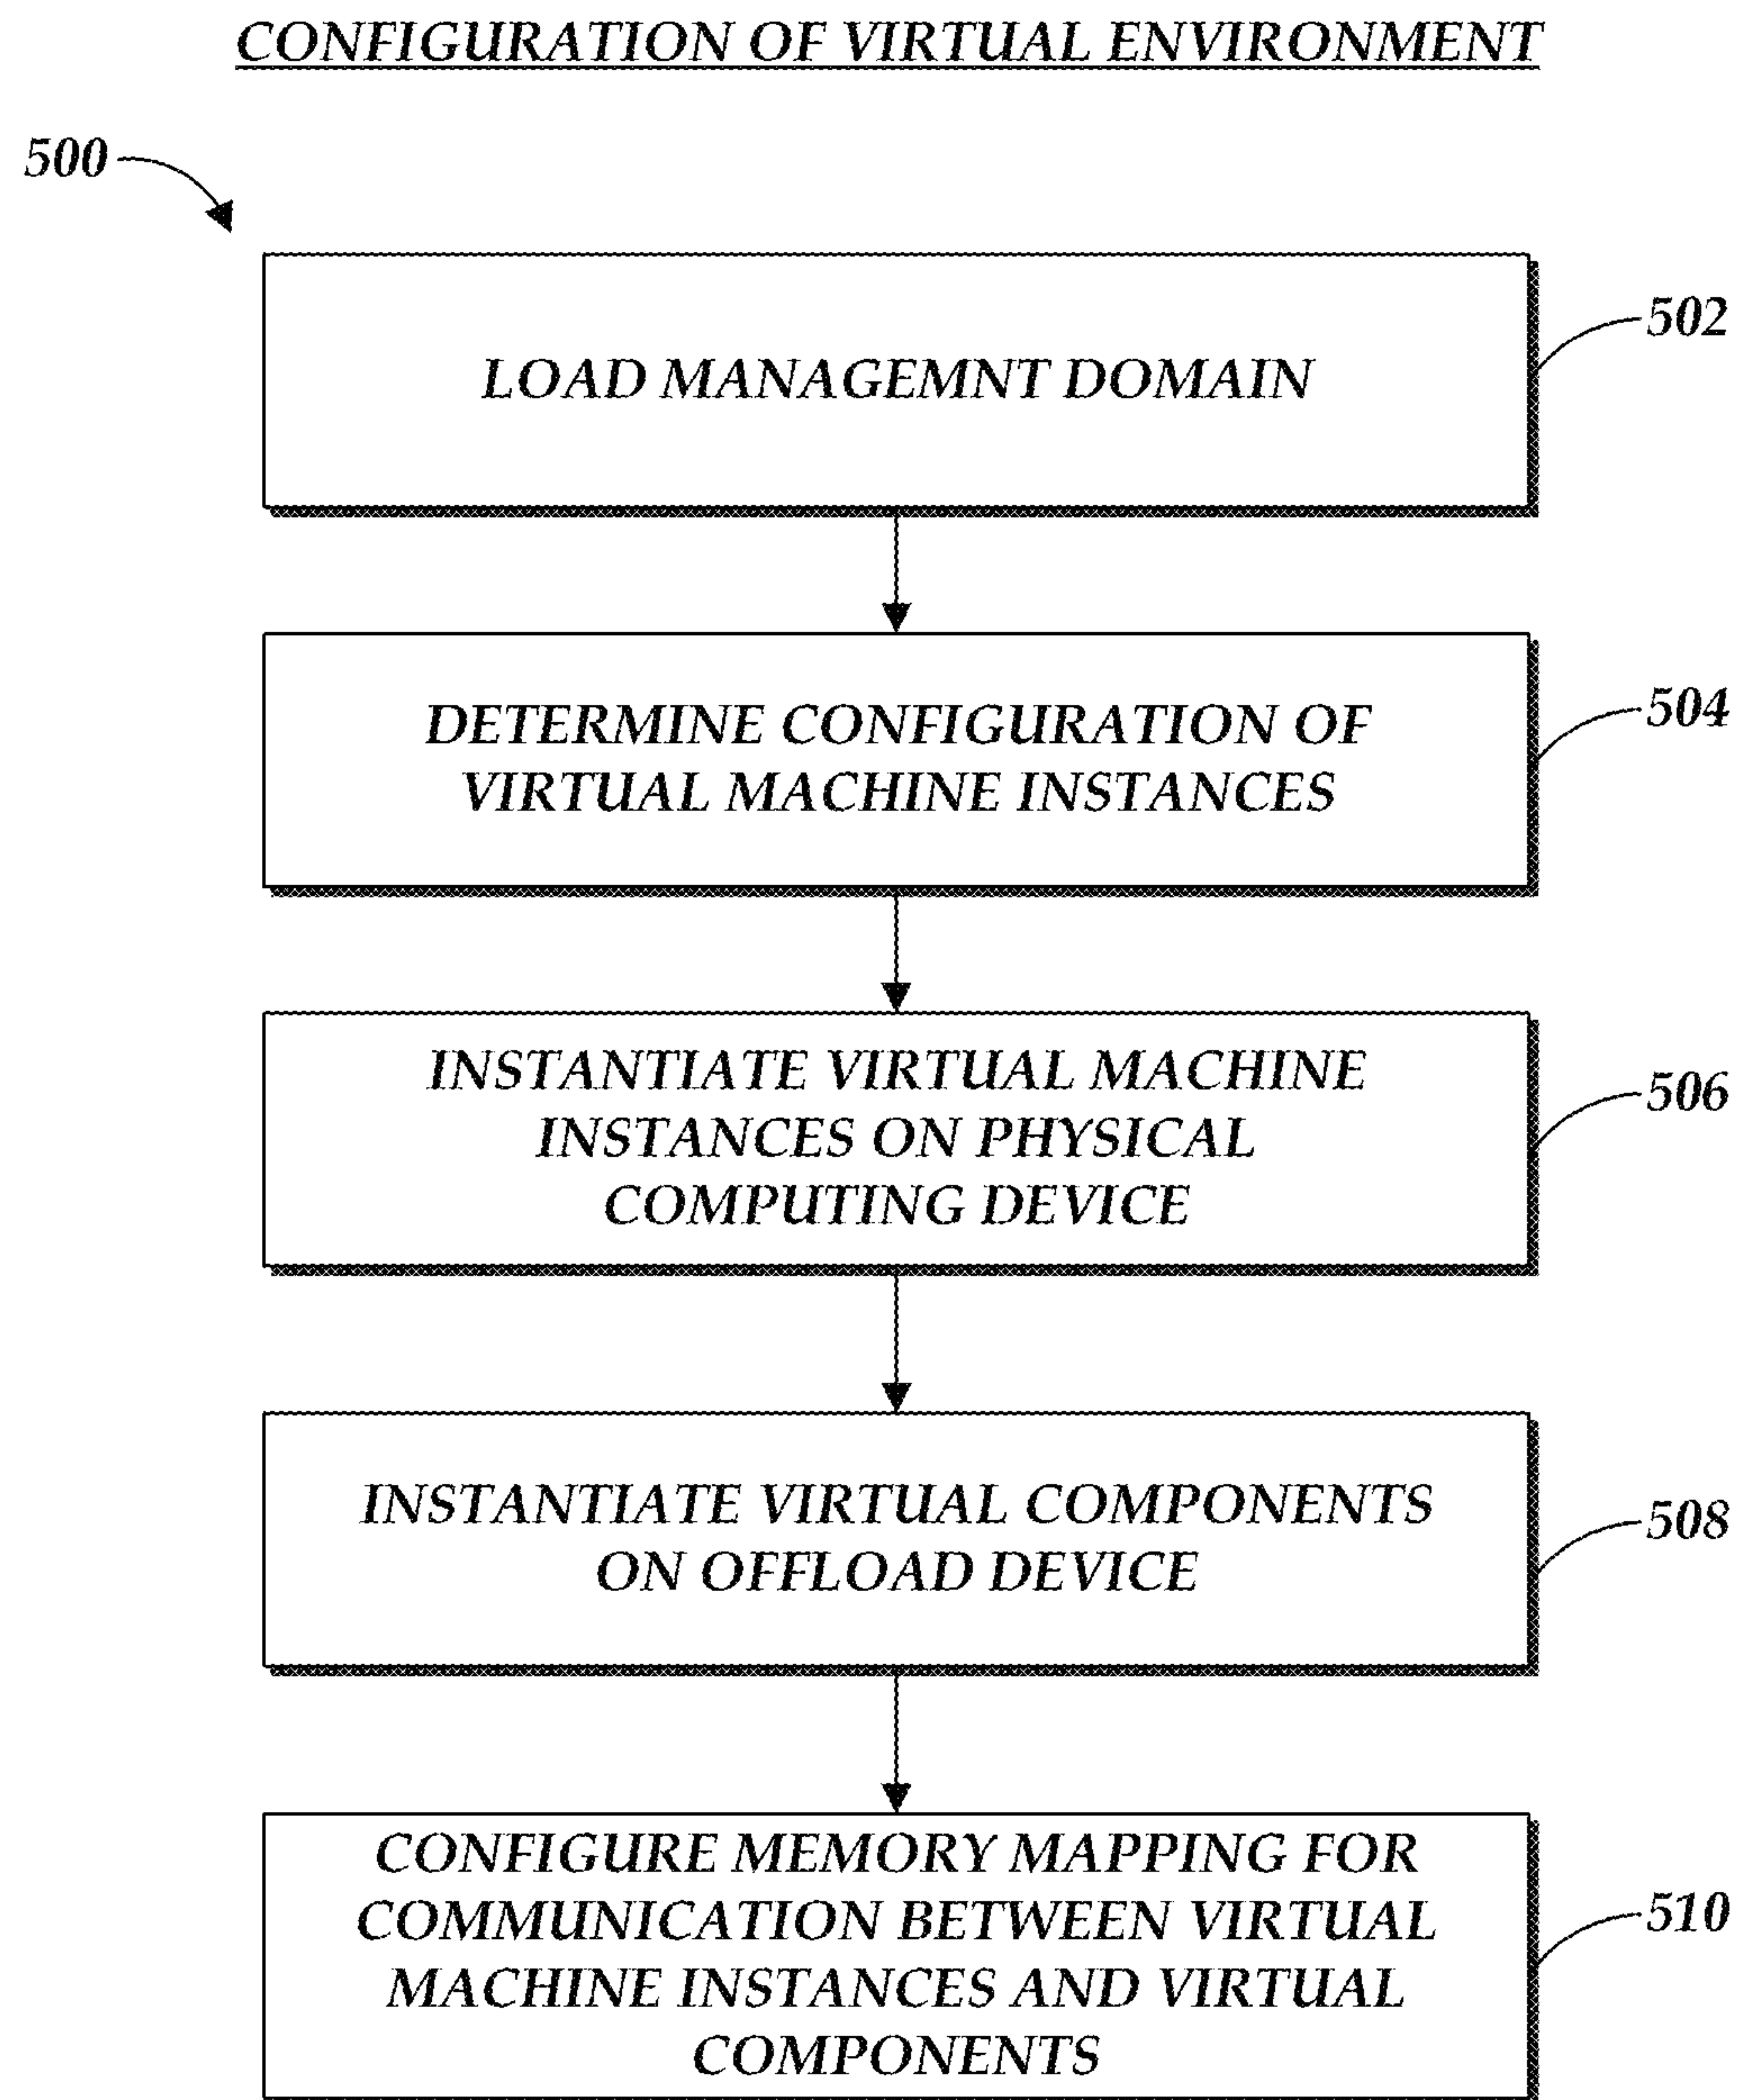 CONFIGURATION OF VIRTUAL ENVIRONMENT
500
LOAD MANAGEMNT DOMAIN
502
DETERMINE CONFIGURATION OF
VIRTUAL MACHINE INSTANCES
504
INSTANTIATE VIRTUAL MACHINE
INSTANCES ON PHYSICAL
COMPUTING DEVICE
506
INSTANTIATE VIRTUAL COMPONENTS
ON OFFLOAD DEVICE
508
CONFIGURE MEMORY MAPPING FOR
COMMUNICATION BETWEEN VIRTUAL
MACHINE INSTANCES AND VIRTUAL
COMPONENTS
510